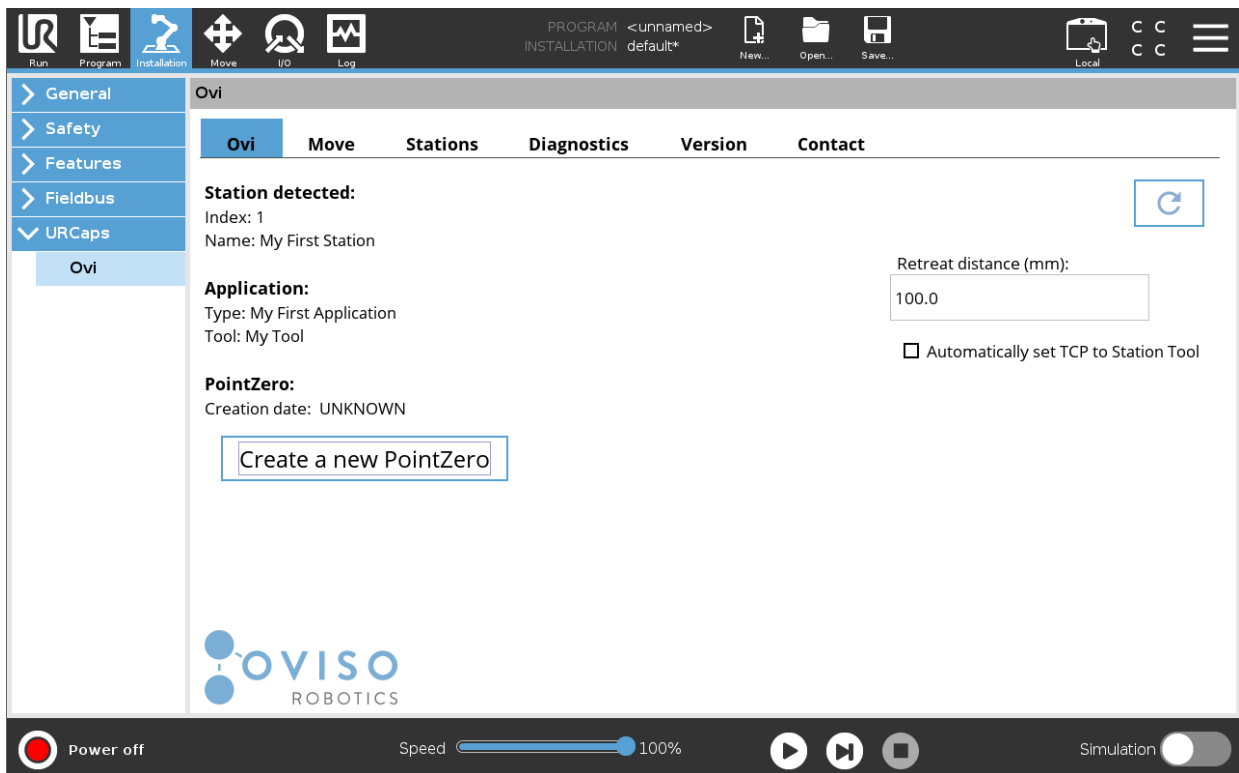 PROGRAM <unnamed>
INSTALLATION default*
Run Program Installation Move I/O Log New... Open... Save... Local
C C
C C
General
Safety
Features
Fieldbus
URCaps
Ovi
Ovi
Ovi Move Stations Diagnostics Version Contact
Station detected:
Index: 1
Name: My First Station
Application:
Type: My First Application
Tool: My Tool
PointZero:
Creation date: UNKNOWN
Create a new PointZero
Retreat distance (mm):
100.0
Automatically set TCP to Station Tool
OVISO
ROBOTICS
Power off Speed 100% Simulation